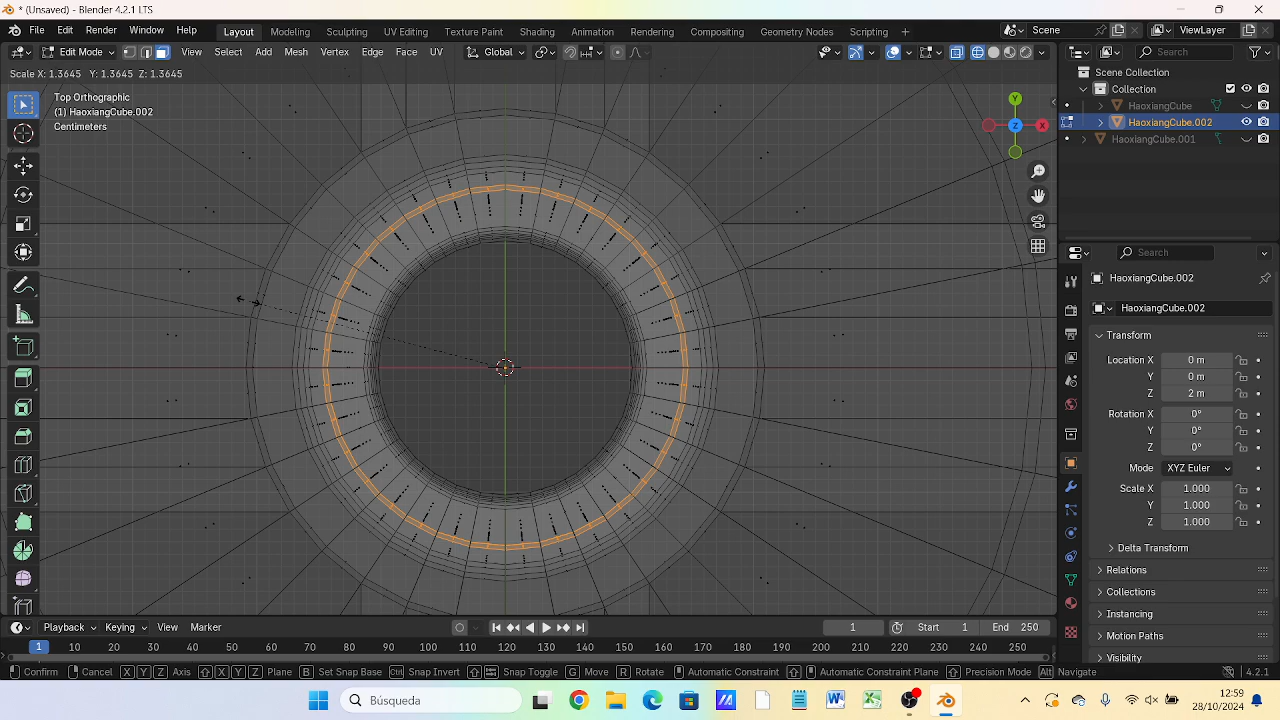 * (Unsaved) - Blender 4.2.1 LTS
File Edit Render Window Help Layout Modeling Sculpting UV Editing Texture Paint Shading Animation Rendering Compositing Geometry Nodes Scripting + Scene ViewLayer
Edit Mode View Select Add Mesh Vertex Edge Face UV Global Search
Scale X: 1.3645 Y: 1.3645 Z: 1.3645
Top Orthographic
(1) HaoxiangCube.002
Centimeters
Y
Z
X
Scene Collection
Collection
HaoxiangCube
HaoxiangCube.002
HaoxiangCube.001
Search
HaoxiangCube.002
HaoxiangCube.002
Transform
Location X 0 m
Y 0 m
Z 2 m
Rotation X 0°
Y 0°
Z 0°
Mode XYZ Euler
Scale X 1.000
Y 1.000
Z 1.000
Delta Transform
Relations
Collections
Instancing
Motion Paths
Visibility
Playback Keying View Marker 1 Start 1 End 250
1 10 20 30 40 50 60 70 80 90 100 110 120 130 140 150 160 170 180 190 200 210 220 230 240 250
Confirm Cancel X Y Z Axis X Y Z Plane B Set Snap Base Ctrl Snap Invert Snap Toggle G Move R Rotate Automatic Constraint Automatic Constraint Plane Precision Mode Alt Navigate 4.2.1
Búsqueda
12:59
28/10/2024